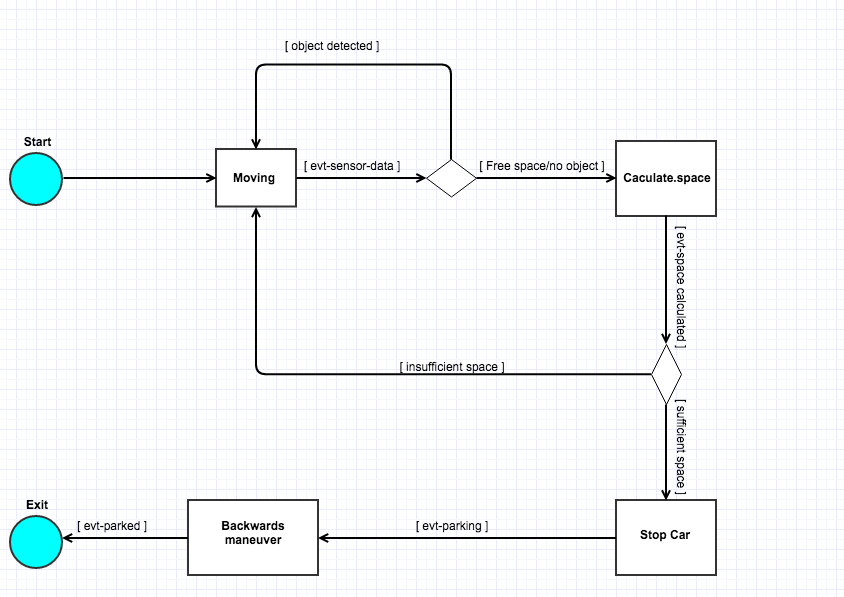 [ object detected ]
Start
Moving
[ evt-sensor-data ]
[ Free space/no object ]
Caculate.space
[ evt-space calculated ]
[ insufficient space ]
[ sufficient space ]
Exit
[ evt-parked ]
Backwards
maneuver
[ evt-parking ]
Stop Car